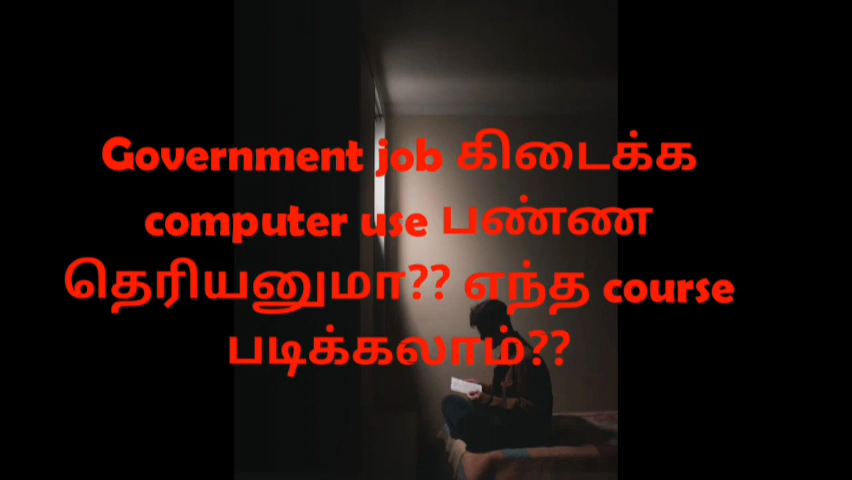 Government job கிடைக்க
computer use பண்ண
தெரியனுமா?? எந்த course
படிக்கலாம்??